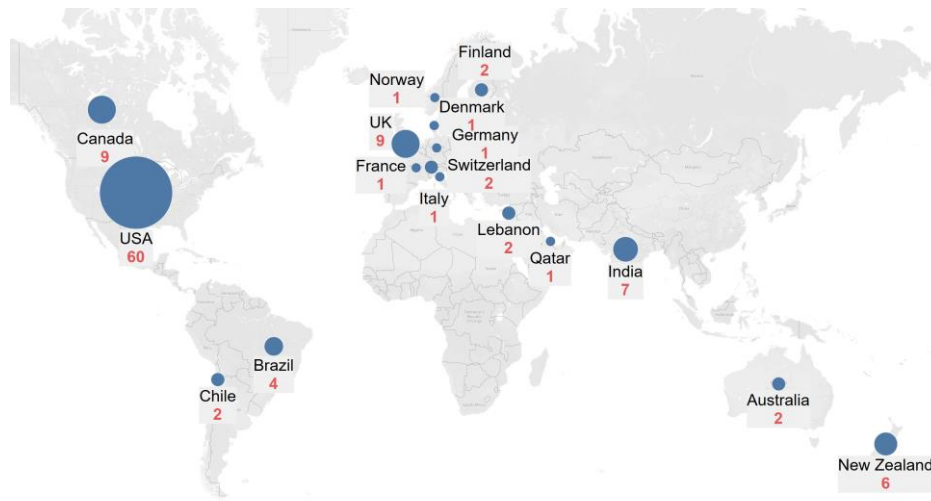 Finland
2
Norway
1
Denmark
1
UK
9
Germany
1
Canada
9
France
1
Switzerland
2
Italy
1
USA
60
Lebanon
2
Qatar
1
India
7
Brazil
4
Chile
2
Australia
2
New Zealand
6